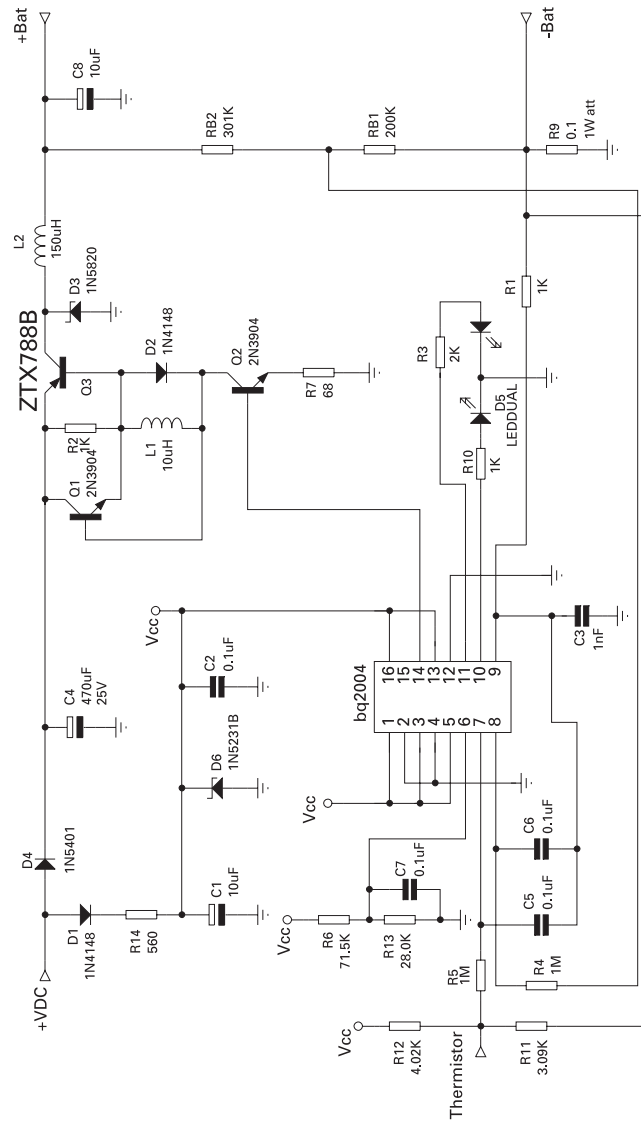 +Bat
C8
10uF
-Bat
RB2
301K
RB1
200K
R9
0.1
1Watt
L2
150uH
D3
1N5820
ZTX788B
Q3
D2
1N4148
Q2
2N3904
R7
68
R1
1K
R3
2K
D5
LEDDUAL
R10
1K
R2
1K
L1
10uH
Q1
2N3904
Vcc
C4
470uF
25V
C2
0.1uF
D6
1N5231B
bq2004
16
15
14
13
12
11
10
9
1
2
3
4
5
6
7
8
C3
1nF
Vcc
D4
1N5401
D1
1N4148
R14
560
C1
10uF
+VDC
Vcc
R6
71.5K
R13
28.0K
C7
0.1uF
C6
0.1uF
C5
0.1uF
R5
1M
R4
1M
Vcc
R12
4.02K
R11
3.09K
Thermistor